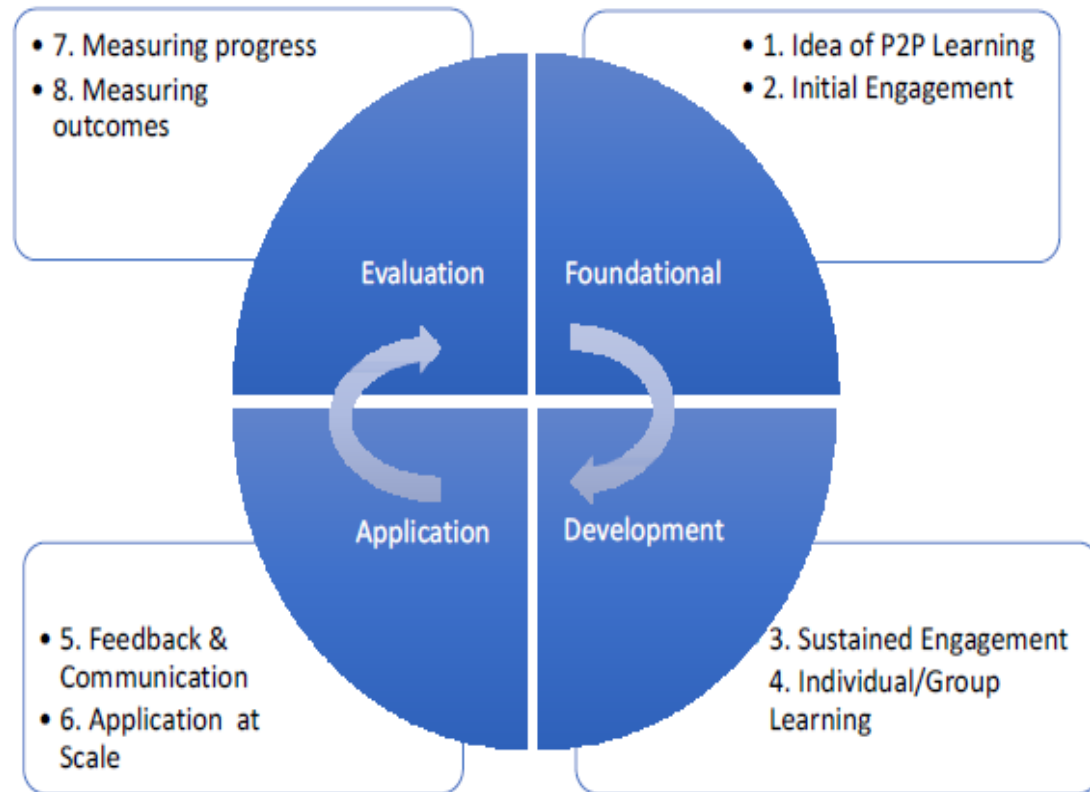 • 7. Measuring progress
• 8. Measuring
outcomes
• 1. Idea of P2P Learning
• 2. Initial Engagement
Evaluation
Foundational
Application
Development
• 5. Feedback &
Communication
• 6. Application at
Scale
3. Sustained Engagement
4. Individual/Group
Learning